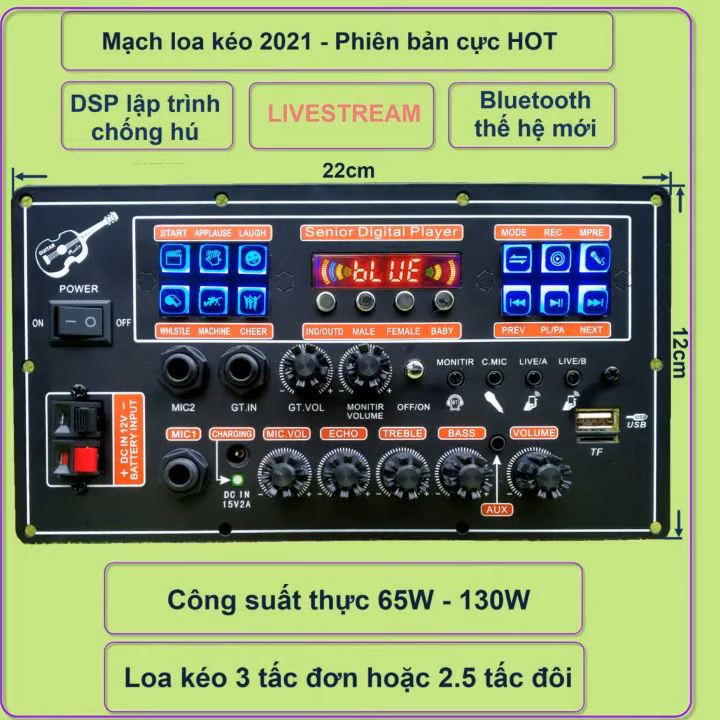 Mạch loa kéo 2021 - Phiên bản cực HOT
DSP lập trình
chống hú
LIVESTREAM
Bluetooth
thế hệ mới
22cm
START APPLAUSE LAUGH
Senior Digital Player
MODE REC MPRE
GUITAR
bLUE
POWER
ON
OFF
WHLSTLE MACHINE CHEER
IND/OUTD MALE FEMALE BABY
PREV PL/PA NEXT
12cm
MONITIR C.MIC LIVE/A LIVE/B
MIC2
GT.IN
GT.VOL
MONITIR
VOLUME
OFF/ON
USB
USB
TF
+ DC IN 12V -
BATTERY INPUT
MIC1
CHARGING
MIC.VOL
ECHO
TREBLE
BASS
VOLUME
DC IN
15V2A
AUX
Công suất thực 65W - 130W
Loa kéo 3 tấc đơn hoặc 2.5 tấc đôi